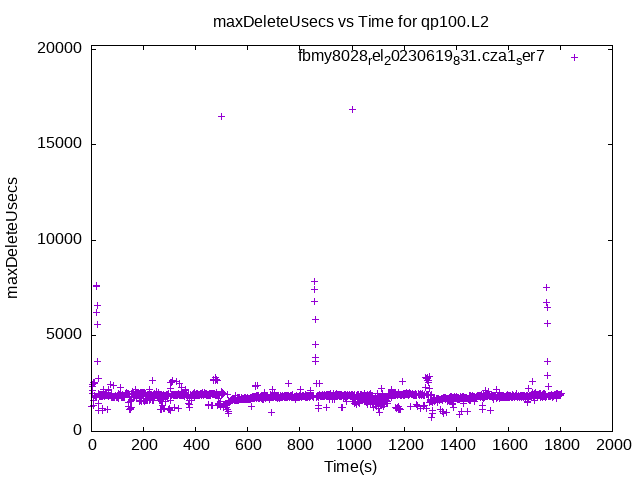 maxDeleteUsecs vs Time for qp100.L2
20000
fbmy8028rel20230619831.cza1ser7
15000
maxDeleteUsecs
10000
5000
0
0 200 400 600 800 1000 1200 1400 1600 1800 2000
Time(s)